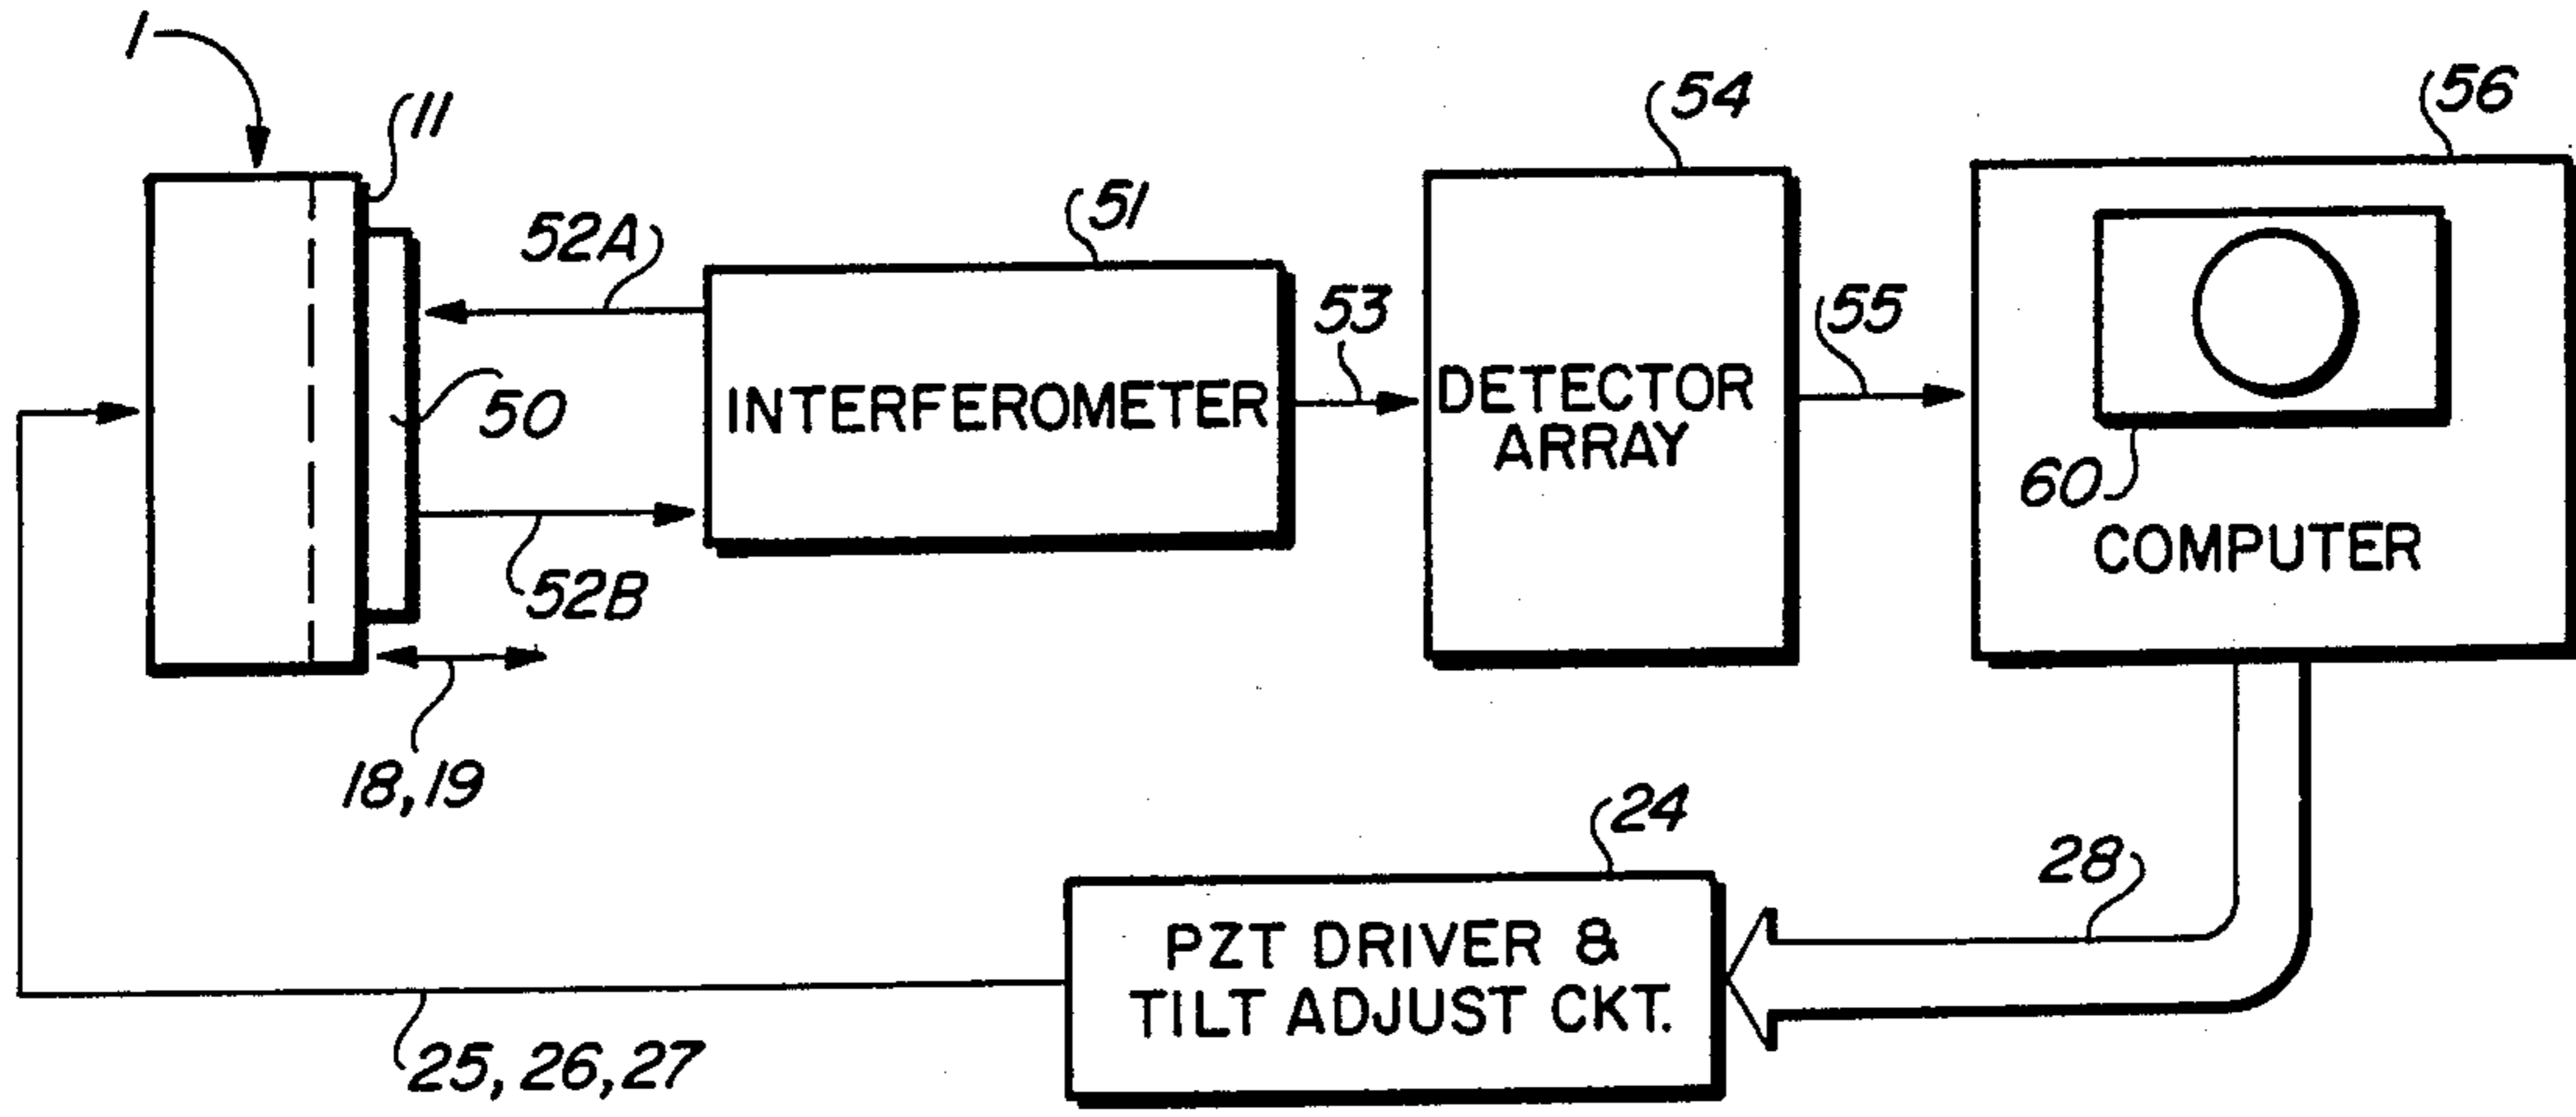 1
11
54
56
51
52A
53
55
INTERFEROMETER
DETECTOR
ARRAY
50
60
COMPUTER
52B
18, 19
24
28
PZT DRIVER &
TILT ADJUST CKT.
25, 26, 27